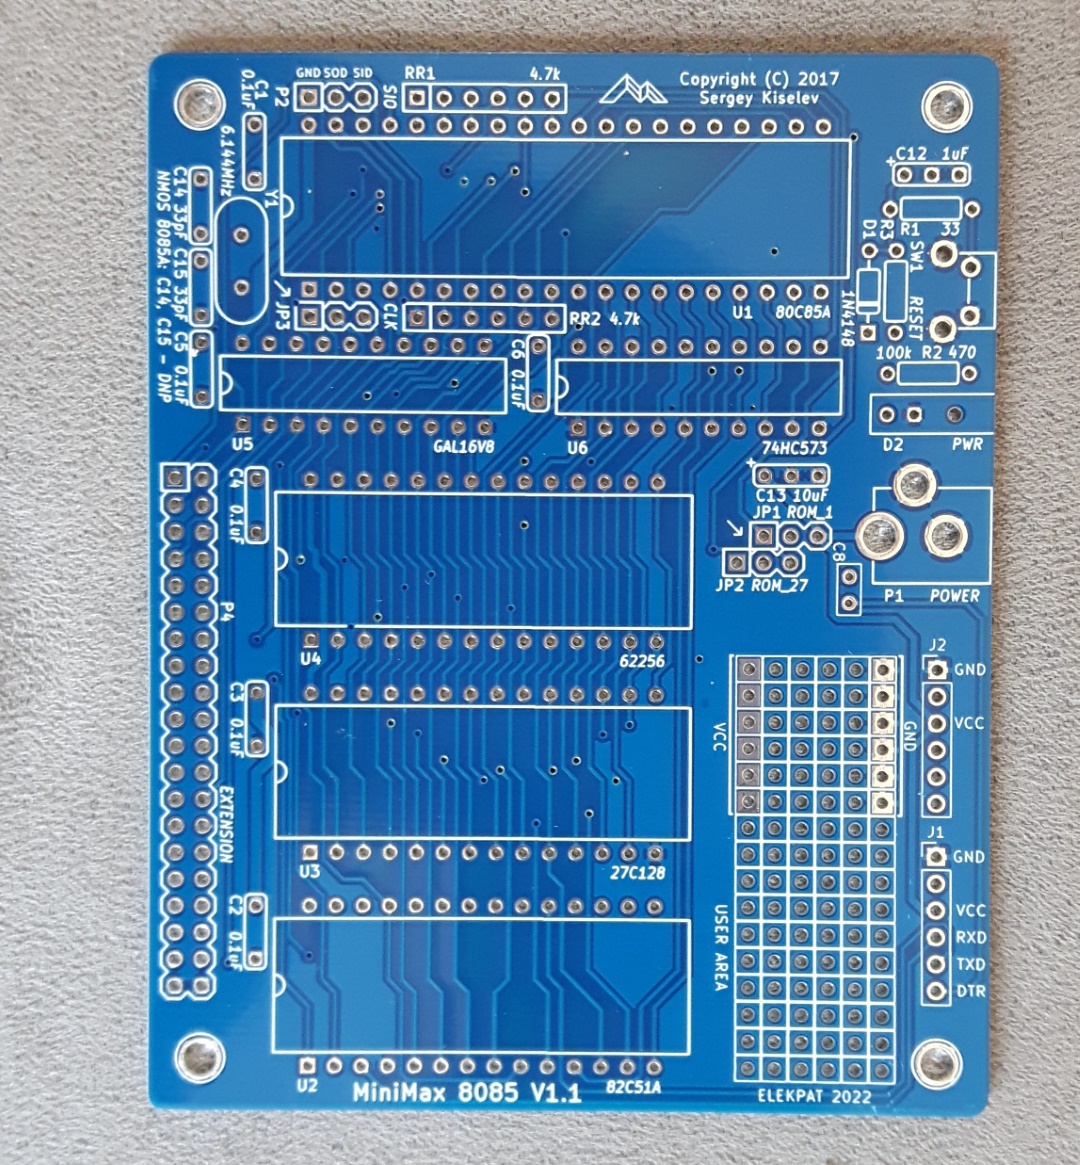 C12 1uF
33
R1
SW1 RESET
R2 470
100k
R3
D1
1N4148
PWR
D2
POWER
P1
J2 GND VCC
J1 GND VCC RXD TXD DTR
GND
VCC
USER AREA
ELEKPAT 2022
Copyright (C) 2017
Sergey Kiselev
80C85A
U1
74HC573
U6
C8
C13 10uF
JP1 ROM_1
JP2 ROM_27
RR2 4.7k
C6 0.1uF
GAL16V8
U5
62256
U4
27C128
U3
82C51A
U2
MiniMax 8085 V1.1
4.7k
RR1
SIO
GND SOD SID
P2
CLK
JP3
C1
0.1uF
Y1
6.144MHz
C14 33pF C15 33pF C5 0.1uF
NMOS 8085A: C14, C15 - DNP
C4 0.1uF
C3 0.1uF
C2 0.1uF
P4 EXTENSION